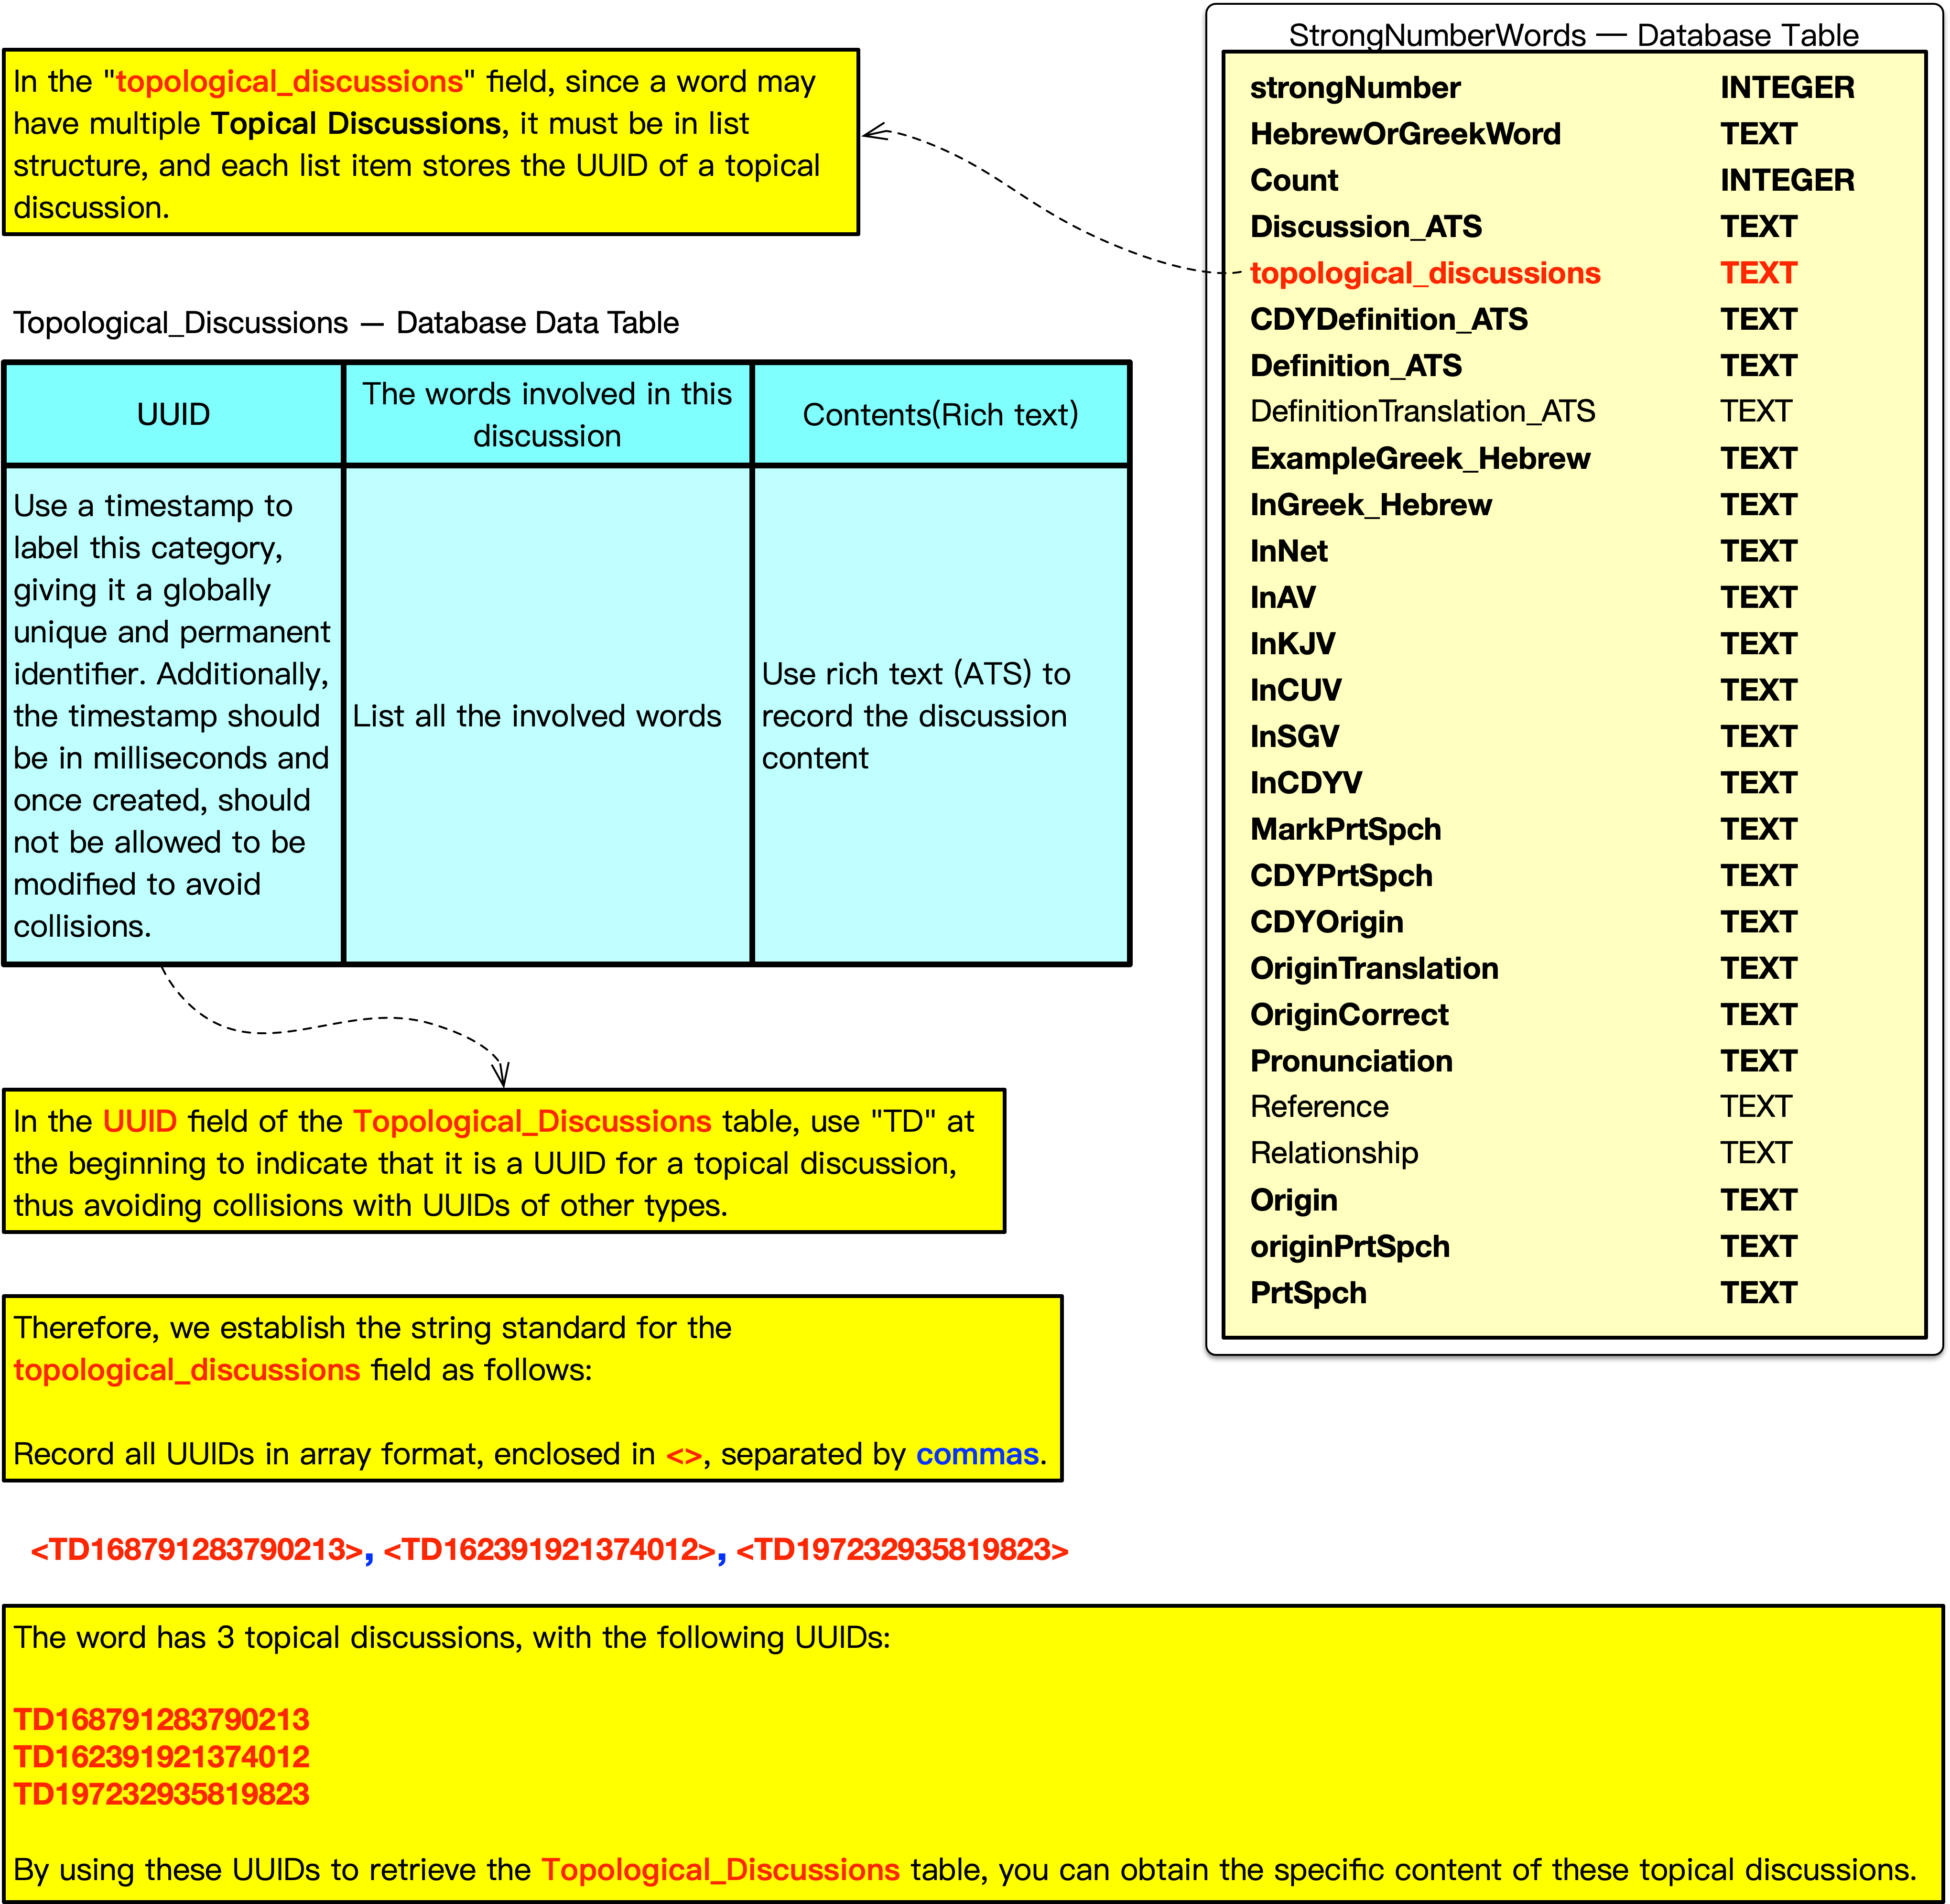 In the "topological_discussions" field, since a word may
have multiple Topical Discussions, it must be in list
structure, and each list item stores the UUID of a topical
discussion.
Topological_Discussions — Database Data Table
UUID
The words involved in this
discussion
Contents(Rich text)
Use a timestamp to
label this category,
giving it a globally
unique and permanent
identifier. Additionally,
the timestamp should
be in milliseconds and
once created, should
not be allowed to be
modified to avoid
collisions.
List all the involved words
Use rich text (ATS) to
record the discussion
content
In the UUID field of the Topological_Discussions table, use "TD" at
the beginning to indicate that it is a UUID for a topical discussion,
thus avoiding collisions with UUIDs of other types.
Therefore, we establish the string standard for the
topological_discussions field as follows:
Record all UUIDs in array format, enclosed in <>, separated by commas.
<TD168791283790213>, <TD162391921374012>, <TD197232935819823>
The word has 3 topical discussions, with the following UUIDs:
TD168791283790213
TD162391921374012
TD197232935819823
By using these UUIDs to retrieve the Topological_Discussions table, you can obtain the specific content of these topical discussions.
StrongNumberWords — Database Table
strongNumber INTEGER
HebrewOrGreekWord TEXT
Count INTEGER
Discussion_ATS TEXT
topological_discussions TEXT
CDYDefinition_ATS TEXT
Definition_ATS TEXT
DefinitionTranslation_ATS TEXT
ExampleGreek_Hebrew TEXT
InGreek_Hebrew TEXT
InNet TEXT
InAV TEXT
InKJV TEXT
InCUV TEXT
InSGV TEXT
InCDYV TEXT
MarkPrtSpch TEXT
CDYPrtSpch TEXT
CDYOrigin TEXT
OriginTranslation TEXT
OriginCorrect TEXT
Pronunciation TEXT
Reference TEXT
Relationship TEXT
Origin TEXT
originPrtSpch TEXT
PrtSpch TEXT